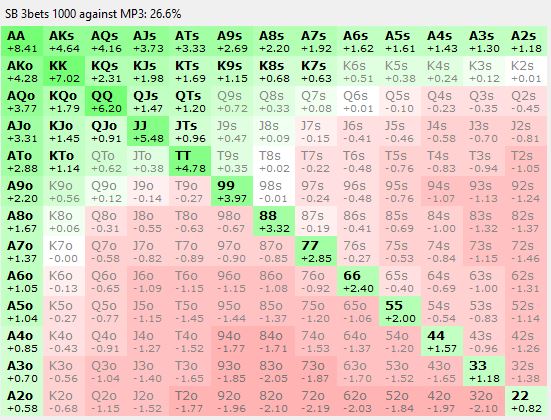 SB 3bets 1000 against MP3: 26.6%
AA AKs AQs AJs ATs A9s A8s A7s A6s A5s A4s A3s A2s
+8.41 +4.64 +4.16 +3.73 +3.33 +2.69 +2.20 +1.92 +1.62 +1.61 +1.43 +1.30 +1.18
AKo KK KQs KJs KTs K9s K8s K7s K6s K5s K4s K3s K2s
+4.28 +7.02 +2.31 +1.98 +1.69 +1.15 +0.68 +0.63 +0.51 +0.38 +0.24 +0.12 +0.01
AQo KQo QQ QJs QTs Q9s Q8s Q7s Q6s Q5s Q4s Q3s Q2s
+3.77 +1.79 +6.20 +1.47 +1.20 +0.72 +0.33 +0.06 +0.01 -0.10 -0.23 -0.35 -0.45
AJo KJo QJo JJ JTs J9s J8s J7s J6s J5s J4s J3s J2s
+3.31 +1.45 +0.91 +5.48 +0.96 +0.47 +0.09 -0.15 -0.41 -0.46 -0.58 -0.70 -0.81
ATo KTo QTo JTo TT T9s T8s T7s T6s T5s T4s T3s T2s
+2.88 +1.14 +0.62 +0.38 +4.78 +0.35 +0.02 -0.22 -0.48 -0.76 -0.83 -0.94 -1.05
A9o K9o Q9o J9o T9o 99 98s 97s 96s 95s 94s 93s 92s
+2.20 +0.56 +0.12 -0.14 -0.27 +3.97 -0.01 -0.24 -0.48 -0.76 -1.07 -1.13 -1.24
A8o K8o Q8o J8o T8o 98o 88 87s 86s 85s 84s 83s 82s
+1.67 +0.06 -0.31 -0.55 -0.63 -0.67 +3.32 -0.19 -0.41 -0.69 -1.00 -1.32 -1.37
A7o K7o Q7o J7o T7o 97o 87o 77 76s 75s 74s 73s 72s
+1.37 -0.00 -0.58 -0.82 -0.89 -0.90 -0.85 +2.85 -0.27 -0.53 -0.84 -1.15 -1.46
A6o K6o Q6o J6o T6o 96o 86o 76o 66 65s 64s 63s 62s
+1.05 -0.13 -0.65 -1.09 -1.15 -1.15 -1.08 -0.92 +2.40 -0.40 -0.69 -1.00 -1.31
A5o K5o Q5o J5o T5o 95o 85o 75o 65o 55 54s 53s 52s
+1.04 -0.27 -0.77 -1.15 -1.45 -1.44 -1.37 -1.20 -1.06 +2.00 -0.54 -0.83 -1.14
A4o K4o Q4o J4o T4o 94o 84o 74o 64o 54o 44 43s 42s
+0.85 -0.43 -0.91 -1.27 -1.52 -1.77 -1.71 -1.53 -1.37 -1.20 +1.57 -0.96 -1.26
A3o K3o Q3o J3o T3o 93o 83o 73o 63o 53o 43o 33 32s
+0.70 -0.56 -1.04 -1.40 -1.65 -1.85 -2.05 -1.87 -1.70 -1.52 -1.65 +1.18 -1.38
A2o K2o Q2o J2o T2o 92o 82o 72o 62o 52o 42o 32o 22
+0.58 -0.68 -1.15 -1.52 -1.77 -1.96 -2.10 -2.19 -2.03 -1.84 -1.97 -2.10 +0.82